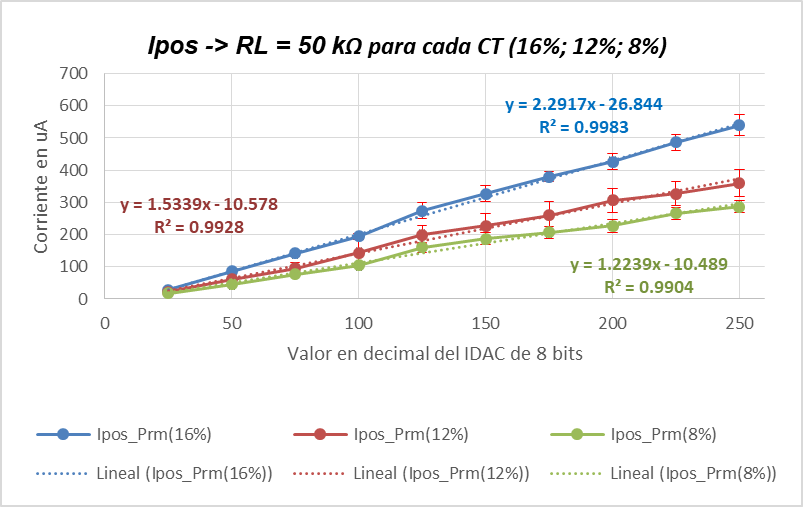 Ipos -> RL = 50 kΩ para cada CT (16%; 12%; 8%)
700
600
500
400
300
200
100
0
Corriente en uA
y = 2.2917x - 26.844
R² = 0.9983
y = 1.5339x - 10.578
R² = 0.9928
y = 1.2239x - 10.489
R² = 0.9904
0 50 100 150 200 250
Valor en decimal del IDAC de 8 bits
Ipos_Prm(16%) Ipos_Prm(12%) Ipos_Prm(8%)
Lineal (Ipos_Prm(16%)) Lineal (Ipos_Prm(12%)) Lineal (Ipos_Prm(8%))